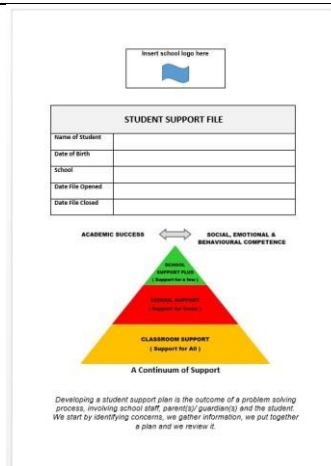 Insert school logo here
STUDENT SUPPORT FILE
Name of Student
Date of Birth
School
Date File Opened
Date File Closed
ACADEMIC SUCCESS
SOCIAL, EMOTIONAL &
BEHAVIOURAL COMPETENCE
SCHOOL
SUPPORT PLUS
( Support for a few )
SCHOOL SUPPORT
( Support for Some )
CLASSROOM SUPPORT
( Support for All )
A Continuum of Support
Developing a student support plan is the outcome of a problem solving
process, involving school staff, parent(s)/ guardian(s) and the student.
We start by identifying concerns, we gather information, we put together
a plan and we review it.